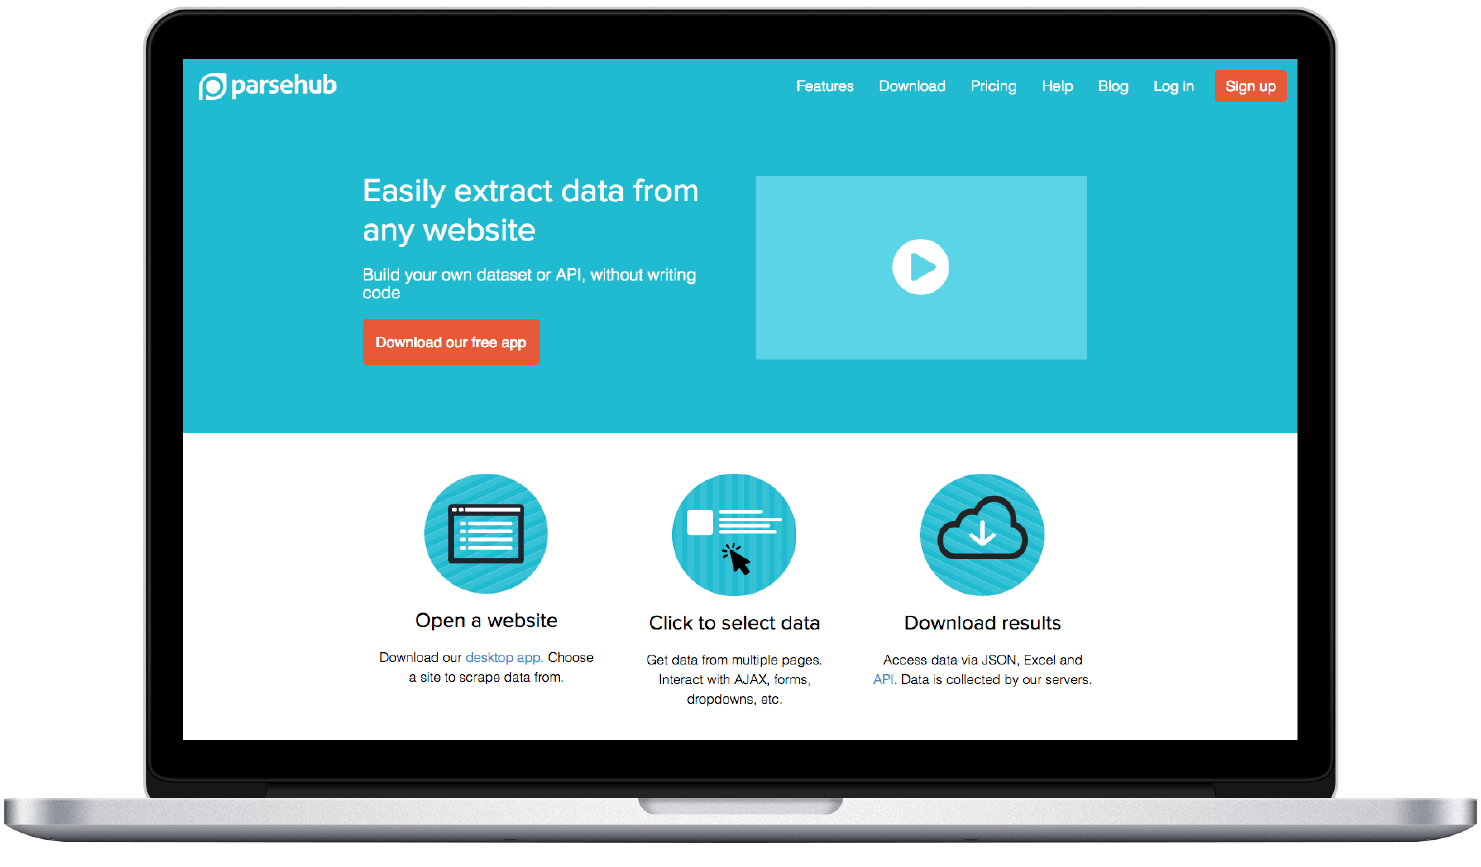 parsehub
Features Download Pricing Help Blog Log in Sign up
Easily extract data from
any website
Build your own dataset or API, without writing
code
Download our free app
Open a website
Download our desktop app. Choose
a site to scrape data from.
Click to select data
Get data from multiple pages.
Interact with AJAX, forms,
dropdowns, etc.
Download results
Access data via JSON, Excel and
API. Data is collected by our servers.